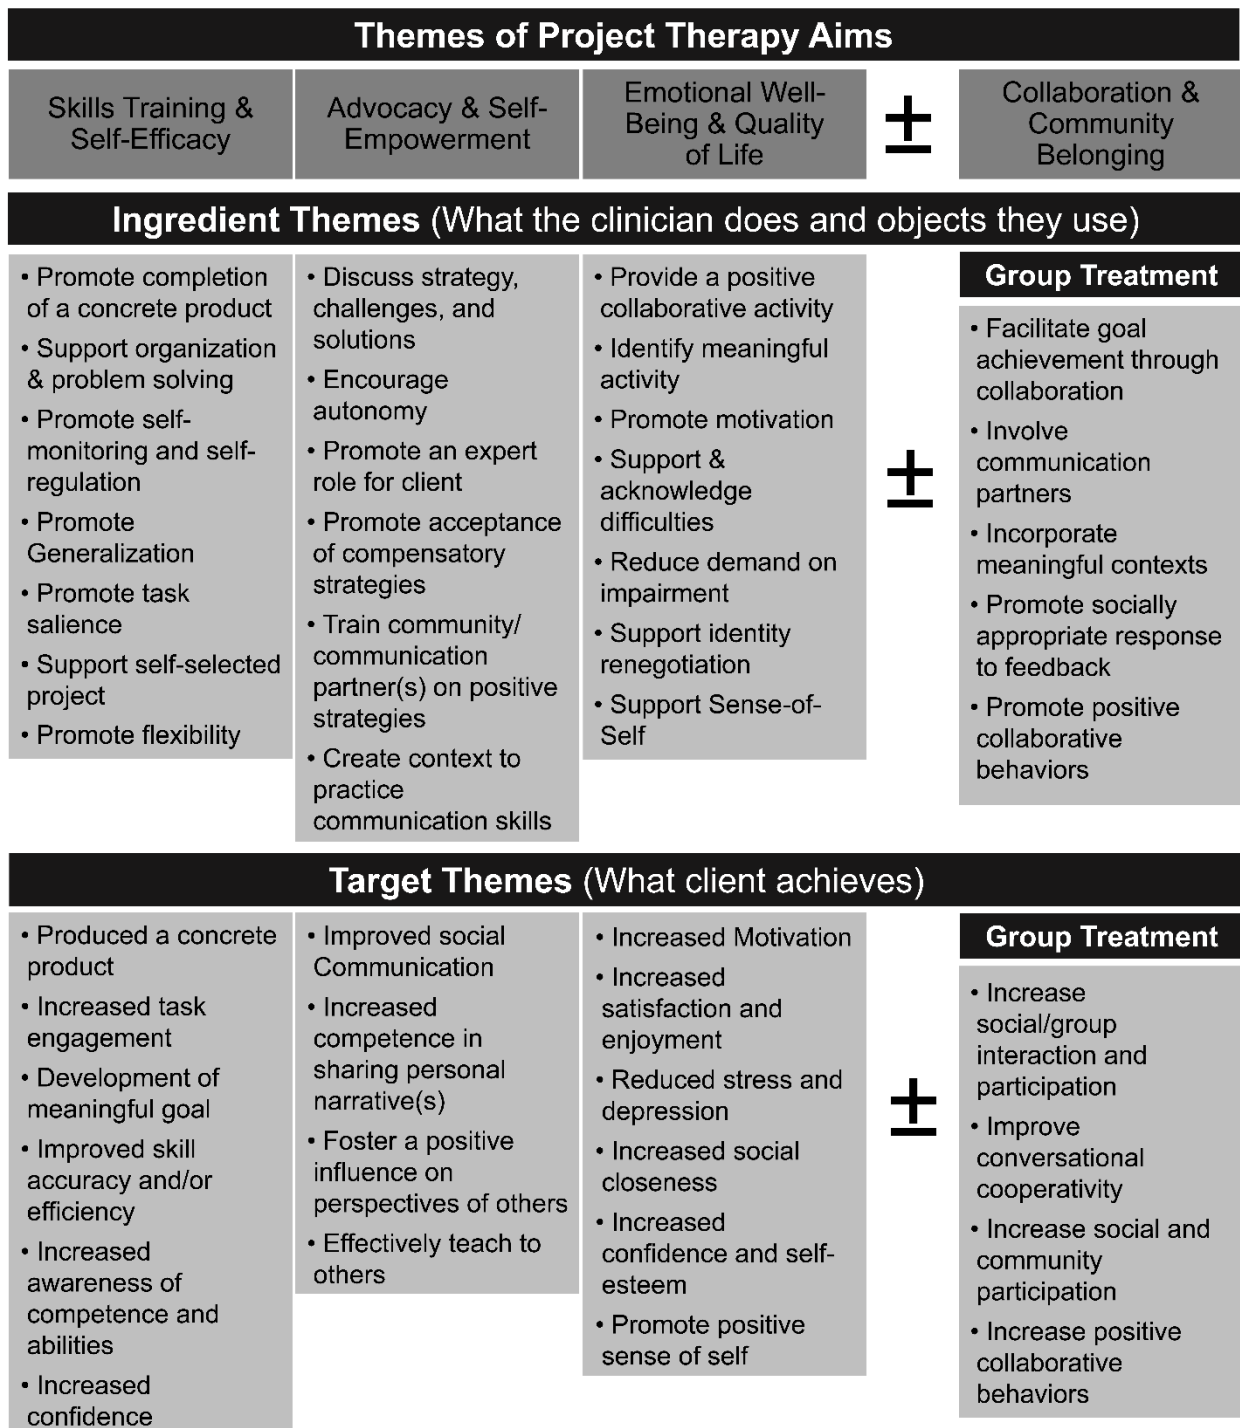 Themes of Project Therapy Aims
Skills Training &
Self-Efficacy
Advocacy & Self-
Empowerment
Emotional Well-
Being & Quality
of Life
±
Collaboration &
Community
Belonging
Ingredient Themes (What the clinician does and objects they use)
• Promote completion
of a concrete product
• Support organization
& problem solving
• Promote self-
monitoring and self-
regulation
• Promote
Generalization
• Promote task
salience
• Support self-selected
project
• Promote flexibility
• Discuss strategy,
challenges, and
solutions
• Encourage
autonomy
• Promote an expert
role for client
• Promote acceptance
of compensatory
strategies
• Train community/
communication
partner(s) on positive
strategies
• Create context to
practice
communication skills
• Provide a positive
collaborative activity
• Identify meaningful
activity
• Promote motivation
• Support &
acknowledge
difficulties
• Reduce demand on
impairment
• Support identity
renegotiation
• Support Sense-of-
Self
±
Group Treatment
• Facilitate goal
achievement through
collaboration
• Involve
communication
partners
• Incorporate
meaningful contexts
• Promote socially
appropriate response
to feedback
• Promote positive
collaborative
behaviors
Target Themes (What client achieves)
• Produced a concrete
product
• Increased task
engagement
• Development of
meaningful goal
• Improved skill
accuracy and/or
efficiency
• Increased
awareness of
competence and
abilities
• Increased
confidence
• Improved social
Communication
• Increased
competence in
sharing personal
narrative(s)
• Foster a positive
influence on
perspectives of others
• Effectively teach to
others
• Increased Motivation
• Increased
satisfaction and
enjoyment
• Reduced stress and
depression
• Increased social
closeness
• Increased
confidence and self-
esteem
• Promote positive
sense of self
±
Group Treatment
• Increase
social/group
interaction and
participation
• Improve
conversational
cooperativity
• Increase social and
community
participation
• Increase positive
collaborative
behaviors